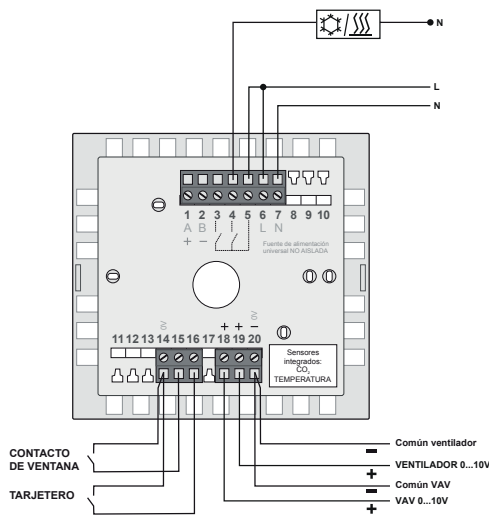 N
L
N
1 2 3 4 5 6 7 8 9 10
A B L N
+ −
Fuente de alimentación
universal NO AISLADA
0V + + 0V −
11 12 13 14 15 16 17 18 19 20
Sensores
integrados:
CO₂
TEMPERATURA
CONTACTO
DE VENTANA
TARJETERO
Común ventilador
−
VENTILADOR 0...10V
+
Común VAV
−
VAV 0...10V
+